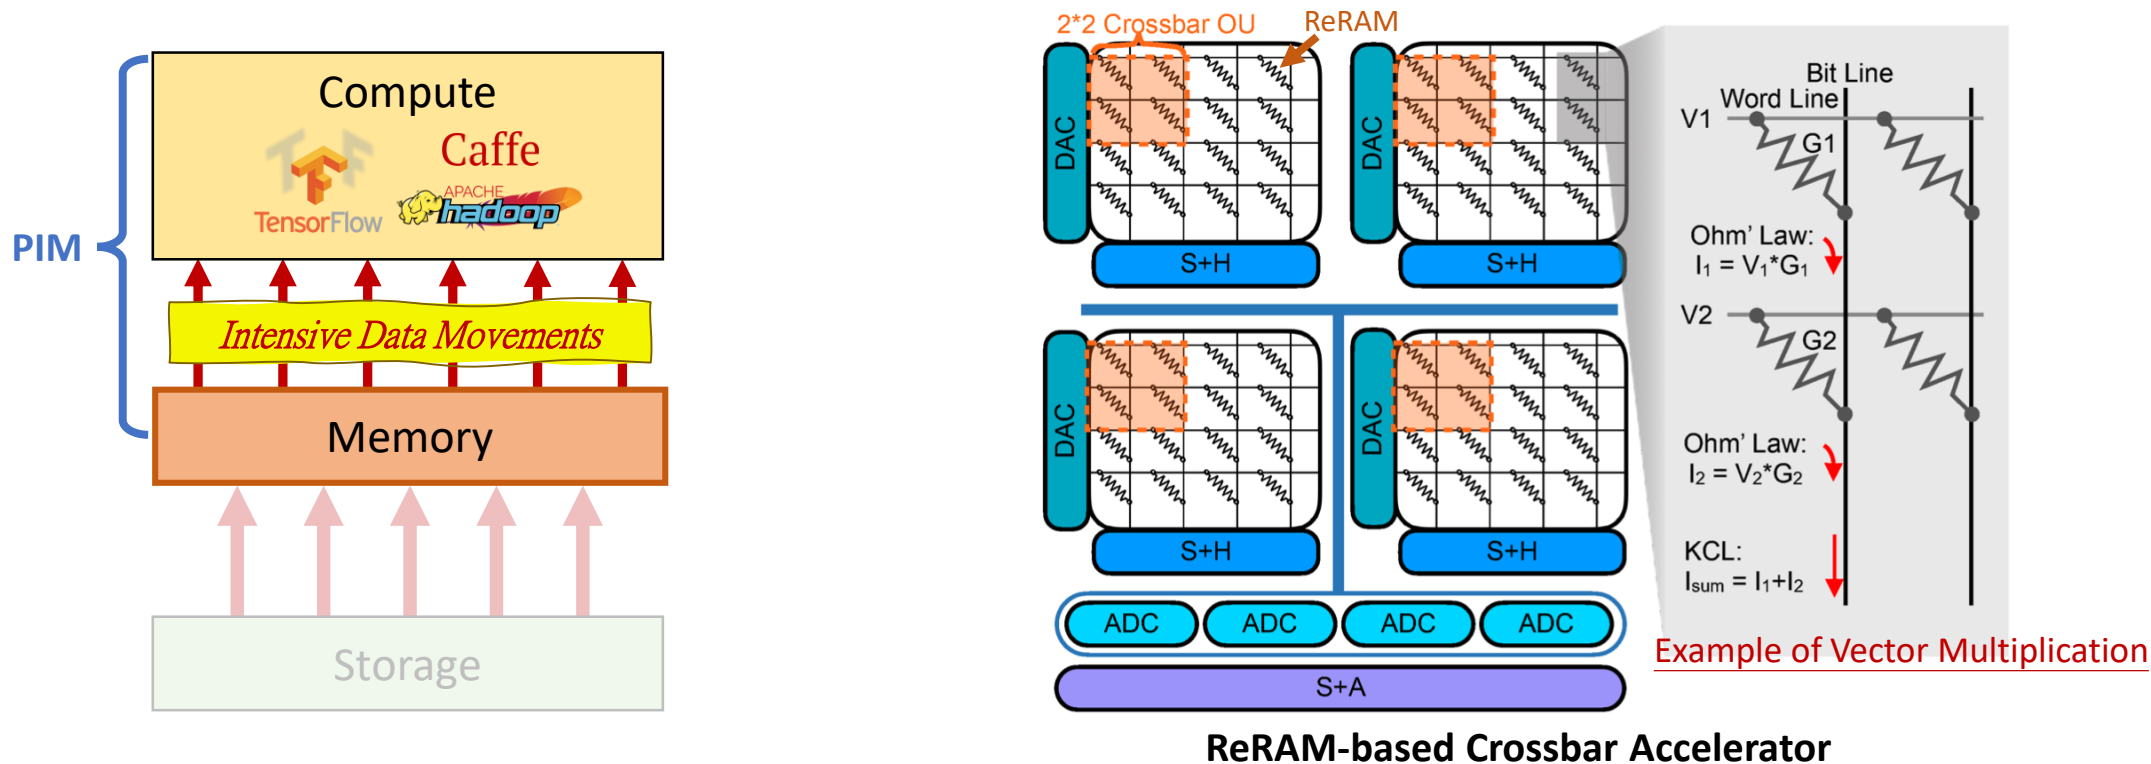 PIM
Compute
TF
TensorFlow
Caffe
APACHE
hadoop
Intensive Data Movements
Memory
Storage
2*2 Crossbar OU
ReRAM
DAC
S+H
DAC
S+H
DAC
S+H
DAC
S+H
ADC
ADC
ADC
ADC
S+A
Bit Line
Word Line
V1
G1
Ohm' Law:
I₁ = V₁*G₁
V2
G2
Ohm' Law:
I₂ = V₂*G₂
KCL:
Isum = I₁+I₂
Example of Vector Multiplication
ReRAM-based Crossbar Accelerator